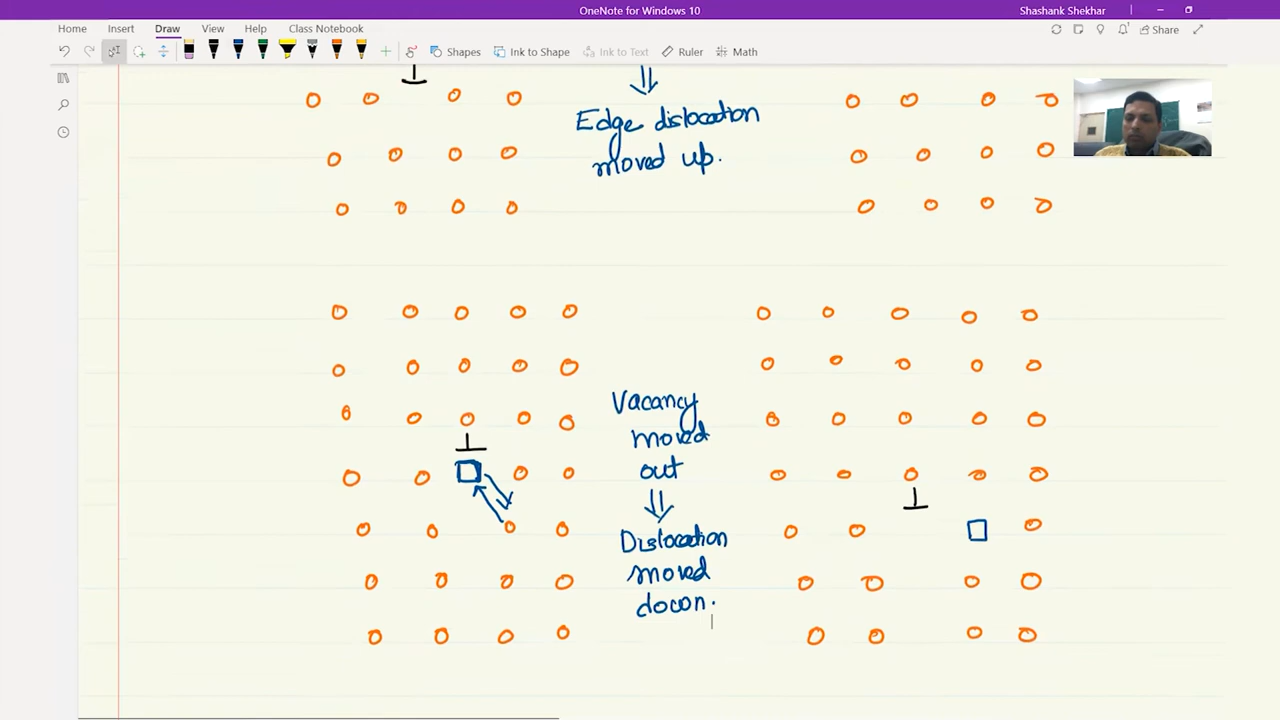 OneNote for Windows 10
Shashank Shekhar
Home Insert Draw View Help Class Notebook
Share
Shapes Ink to Shape Ink to Text Ruler Math
Edge dislocation
moved up.
Vacancy
moved
out
Dislocation
moved
down.